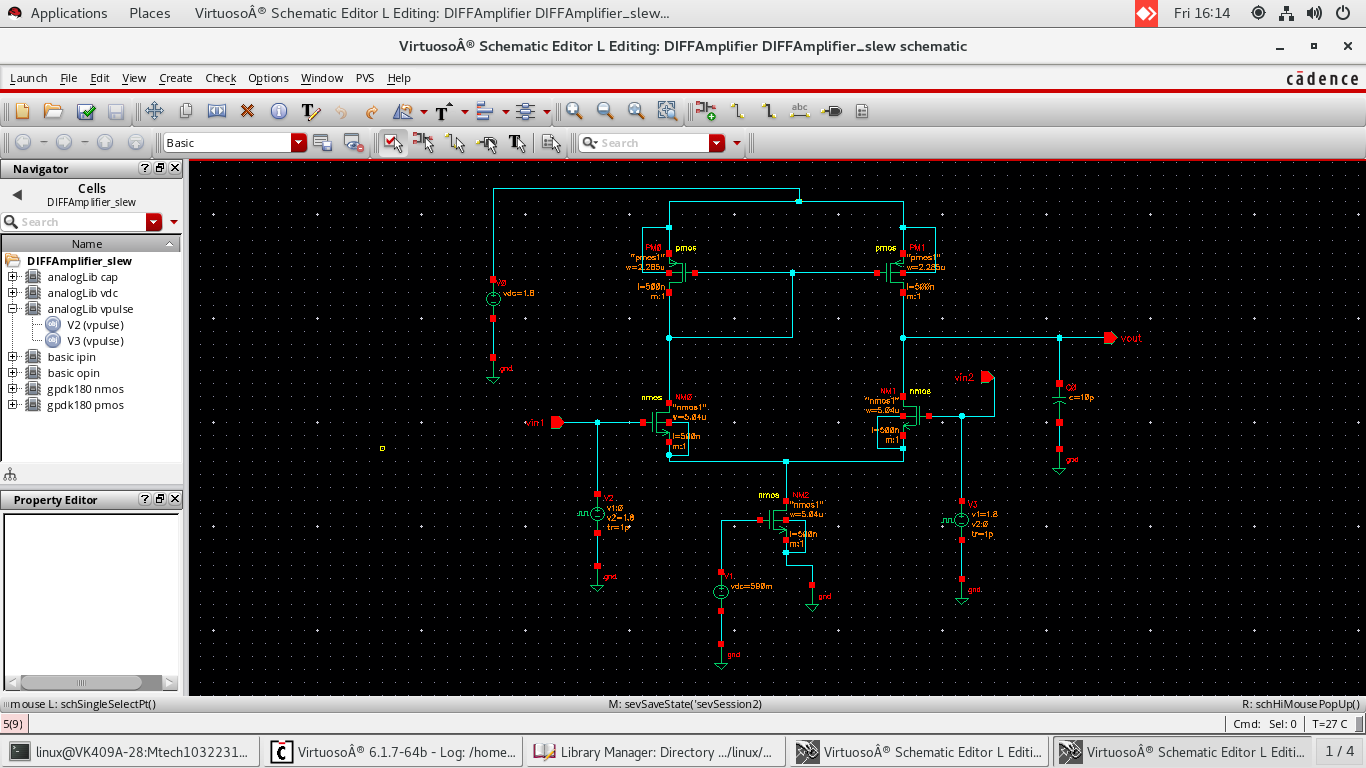 Applications Places VirtuosoÂ® Schematic Editor L Editing: DIFFAmplifier DIFFAmplifier_slew... Fri 16:14
VirtuosoÂ® Schematic Editor L Editing: DIFFAmplifier DIFFAmplifier_slew schematic
Launch File Edit View Create Check Options Window PVS Help cādence
abc
Basic Search
Navigator
Cells
DIFFAmplifier_slew
Search
Name
DIFFAmplifier_slew
analogLib cap
analogLib vdc
analogLib vpulse
V2 (vpulse)
V3 (vpulse)
basic ipin
basic opin
gpdk180 nmos
gpdk180 pmos
Property Editor
PM0 pmos
"pmos1"
w=2.265u
l=500n
m:1
pmos PM1
"pmos1"
w=2.265u
l=500n
m:1
V0
vdc=1.8
gnd
vout
vin2
nmos NM0
"nmos1"
w=5.04u
l=500n
m:1
NM1 nmos
"nmos1"
w=5.04u
l=500n
m:1
c=10p
gnd
vin1
nmos NM2
"nmos1"
w=5.04u
l=500n
m:1
V2
v1:0
v2=1.8
tr=1p
gnd
V3
v1=1.8
v2:0
tr=1p
gnd
vdc=500m
gnd
gnd
mouse L: schSingleSelectPt() M: sevSaveState('sevSession2) R: schHiMousePopUp()
5(9) Cmd: Sel: 0 T=27 C
linux@VK409A-28:Mtech1032231... VirtuosoÂ® 6.1.7-64b - Log: /home... Library Manager: Directory .../linux/... VirtuosoÂ® Schematic Editor L Editi... VirtuosoÂ® Schematic Editor L Editi... 1 / 4